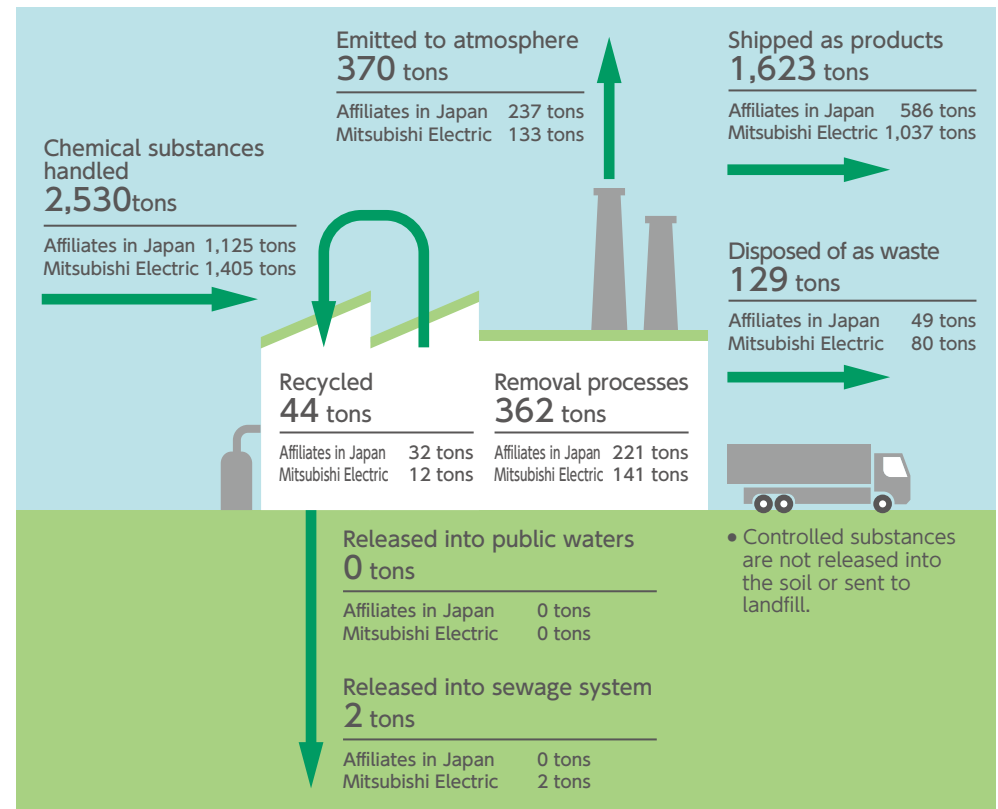 Emitted to atmosphere
370 tons
Affiliates in Japan 237 tons
Mitsubishi Electric 133 tons
Shipped as products
1,623 tons
Affiliates in Japan 586 tons
Mitsubishi Electric 1,037 tons
Chemical substances
handled
2,530tons
Affiliates in Japan 1,125 tons
Mitsubishi Electric 1,405 tons
Disposed of as waste
129 tons
Affiliates in Japan 49 tons
Mitsubishi Electric 80 tons
Recycled
44 tons
Affiliates in Japan 32 tons
Mitsubishi Electric 12 tons
Removal processes
362 tons
Affiliates in Japan 221 tons
Mitsubishi Electric 141 tons
Released into public waters
0 tons
Affiliates in Japan 0 tons
Mitsubishi Electric 0 tons
• Controlled substances
are not released into
the soil or sent to
landfill.
Released into sewage system
2 tons
Affiliates in Japan 0 tons
Mitsubishi Electric 2 tons